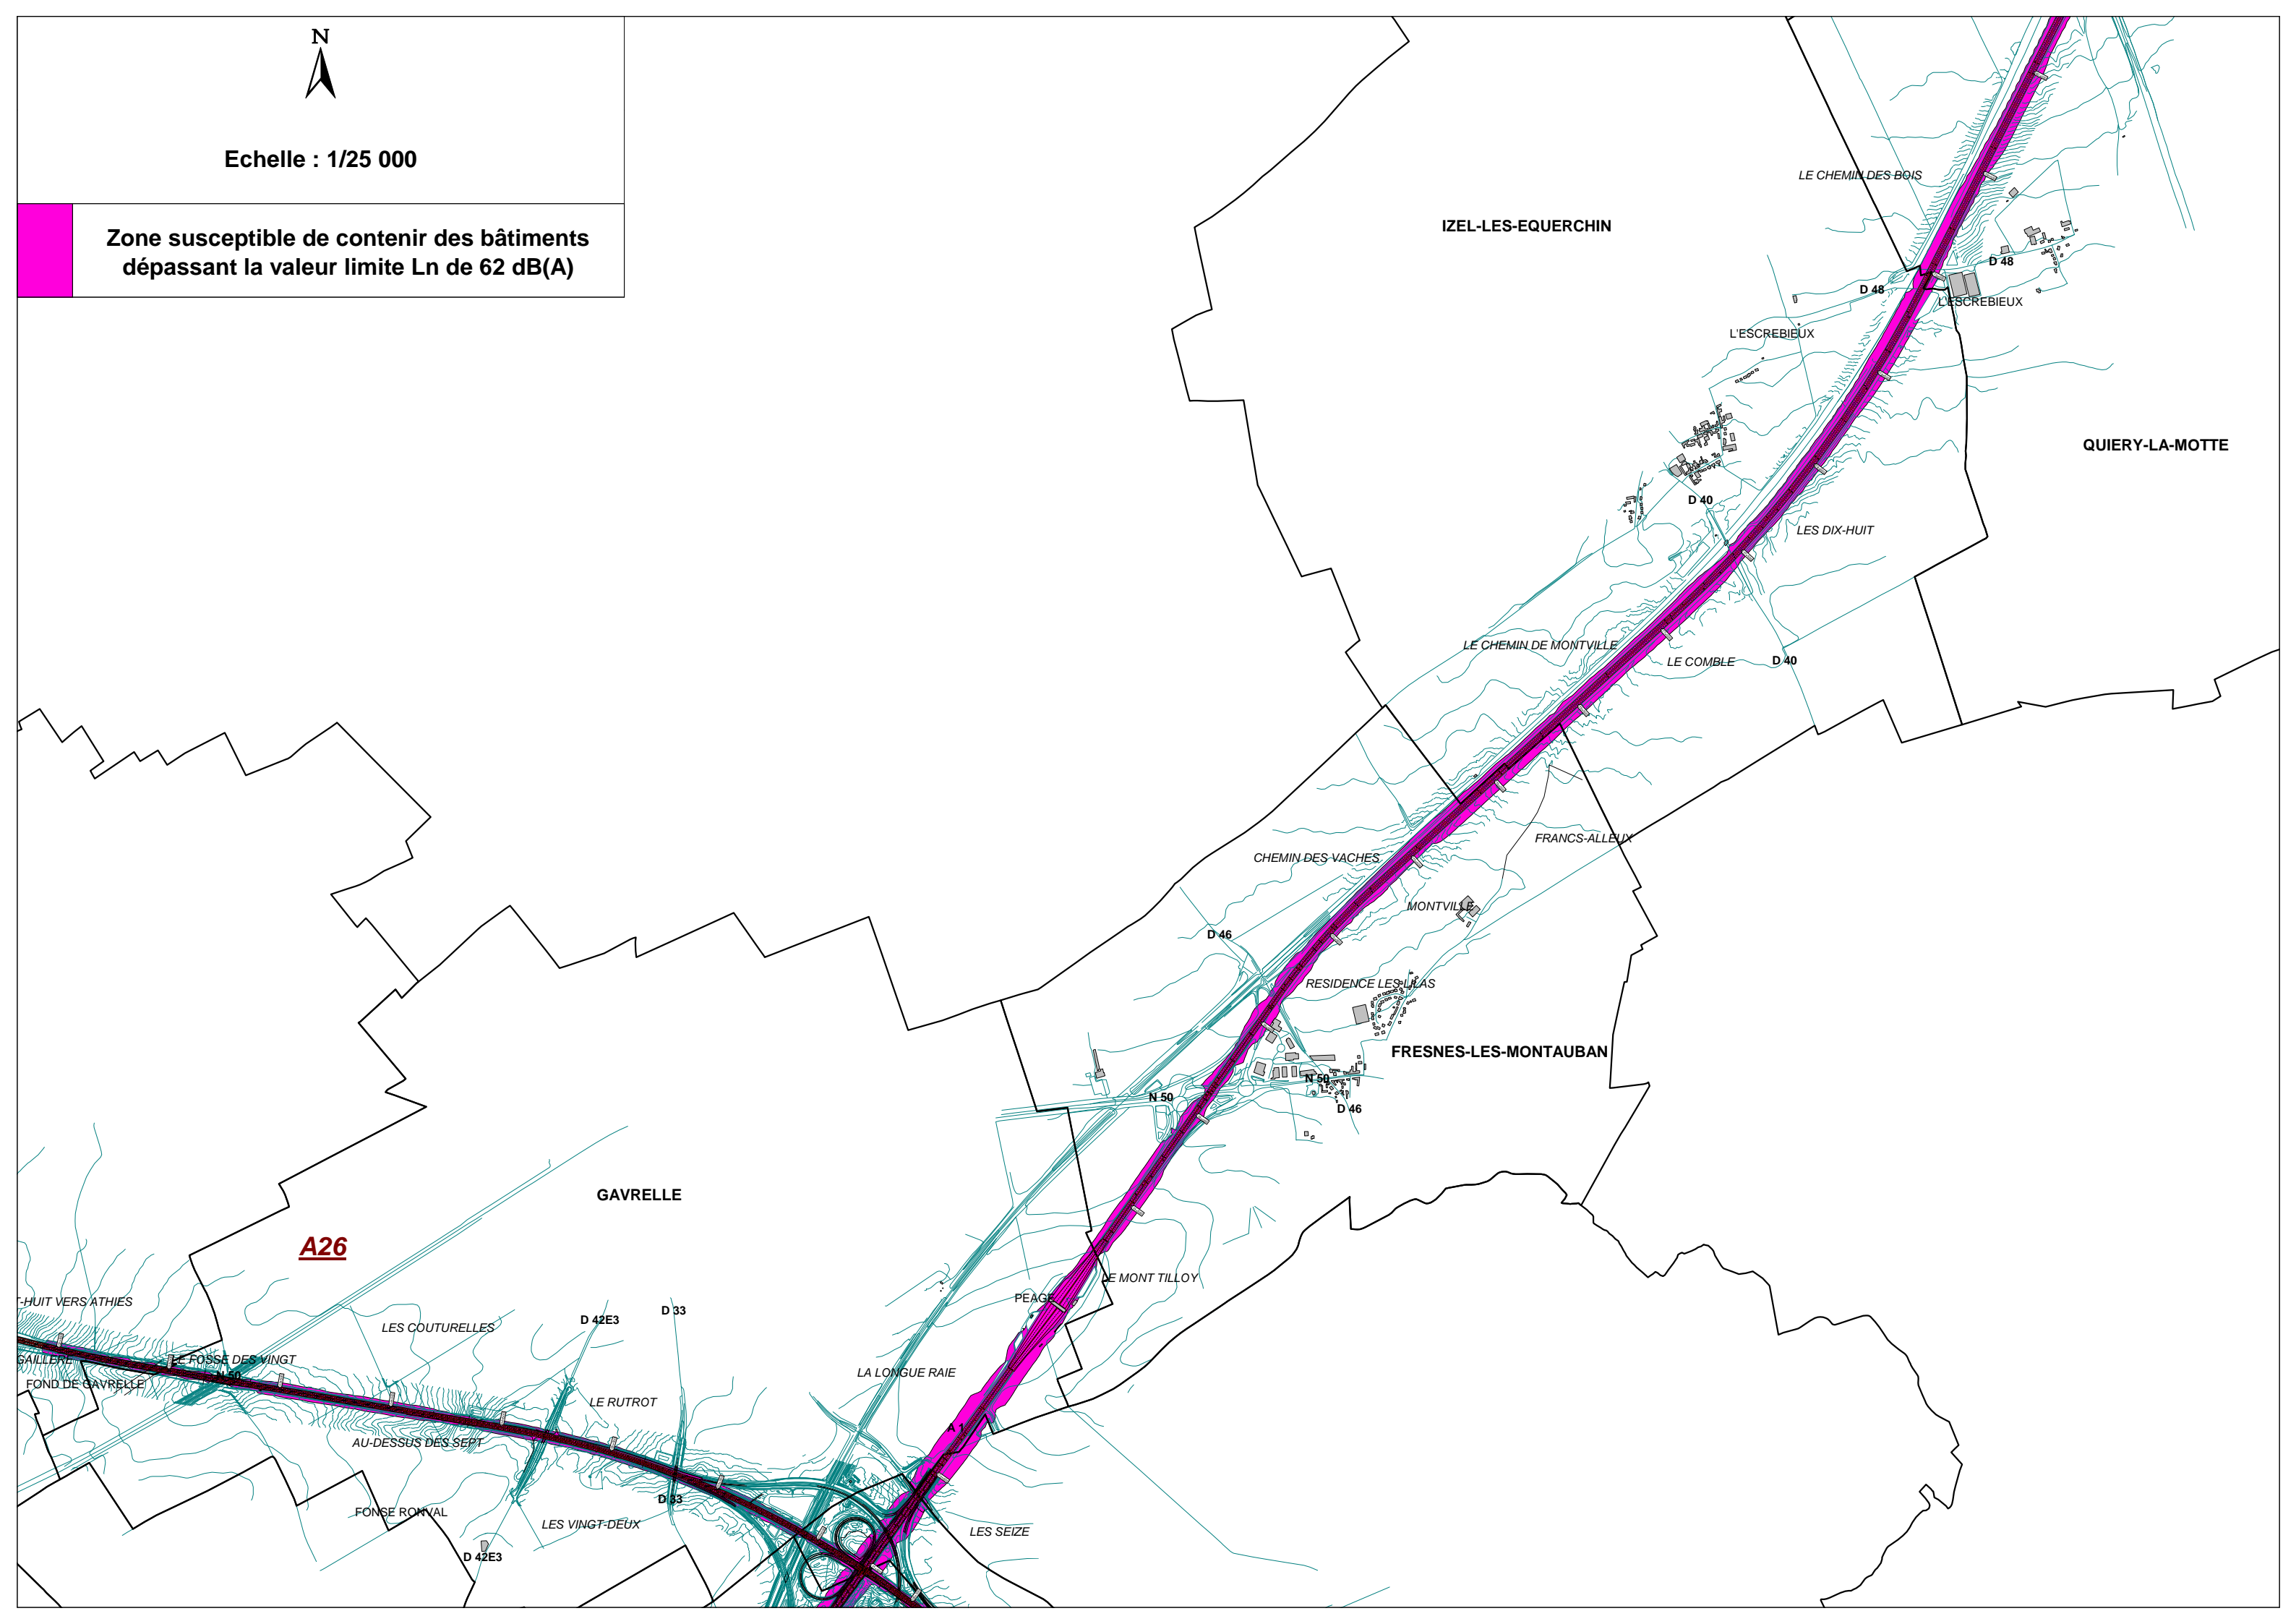 N
Echelle : 1/25 000
Zone susceptible de contenir des bâtiments
dépassant la valeur limite Ln de 62 dB(A)
LE CHEMIN DES BOIS
IZEL-LES-EQUERCHIN
D 48
D 48
L'ESCREBIEUX
L'ESCREBIEUX
QUIERY-LA-MOTTE
D 40
LES DIX-HUIT
LE CHEMIN DE MONTVILLE
LE COMBLE
D 40
FRANCS-ALLEUX
CHEMIN DES VACHES
MONTVILLE
D 46
RESIDENCE LES LILAS
FRESNES-LES-MONTAUBAN
N 50
N 50
D 46
GAVRELLE
A26
LE MONT TILLOY
PEAGE
T-HUIT VERS ATHIES
D 33
D 42E3
LES COUTURELLES
GAILLERE
LE FOSSE DES VINGT
N 50
FOND DE GAVRELLE
LA LONGUE RAIE
LE RUTROT
A 1
AU-DESSUS DES SEPT
D 33
FONSE RONVAL
LES VINGT-DEUX
LES SEIZE
D 42E3